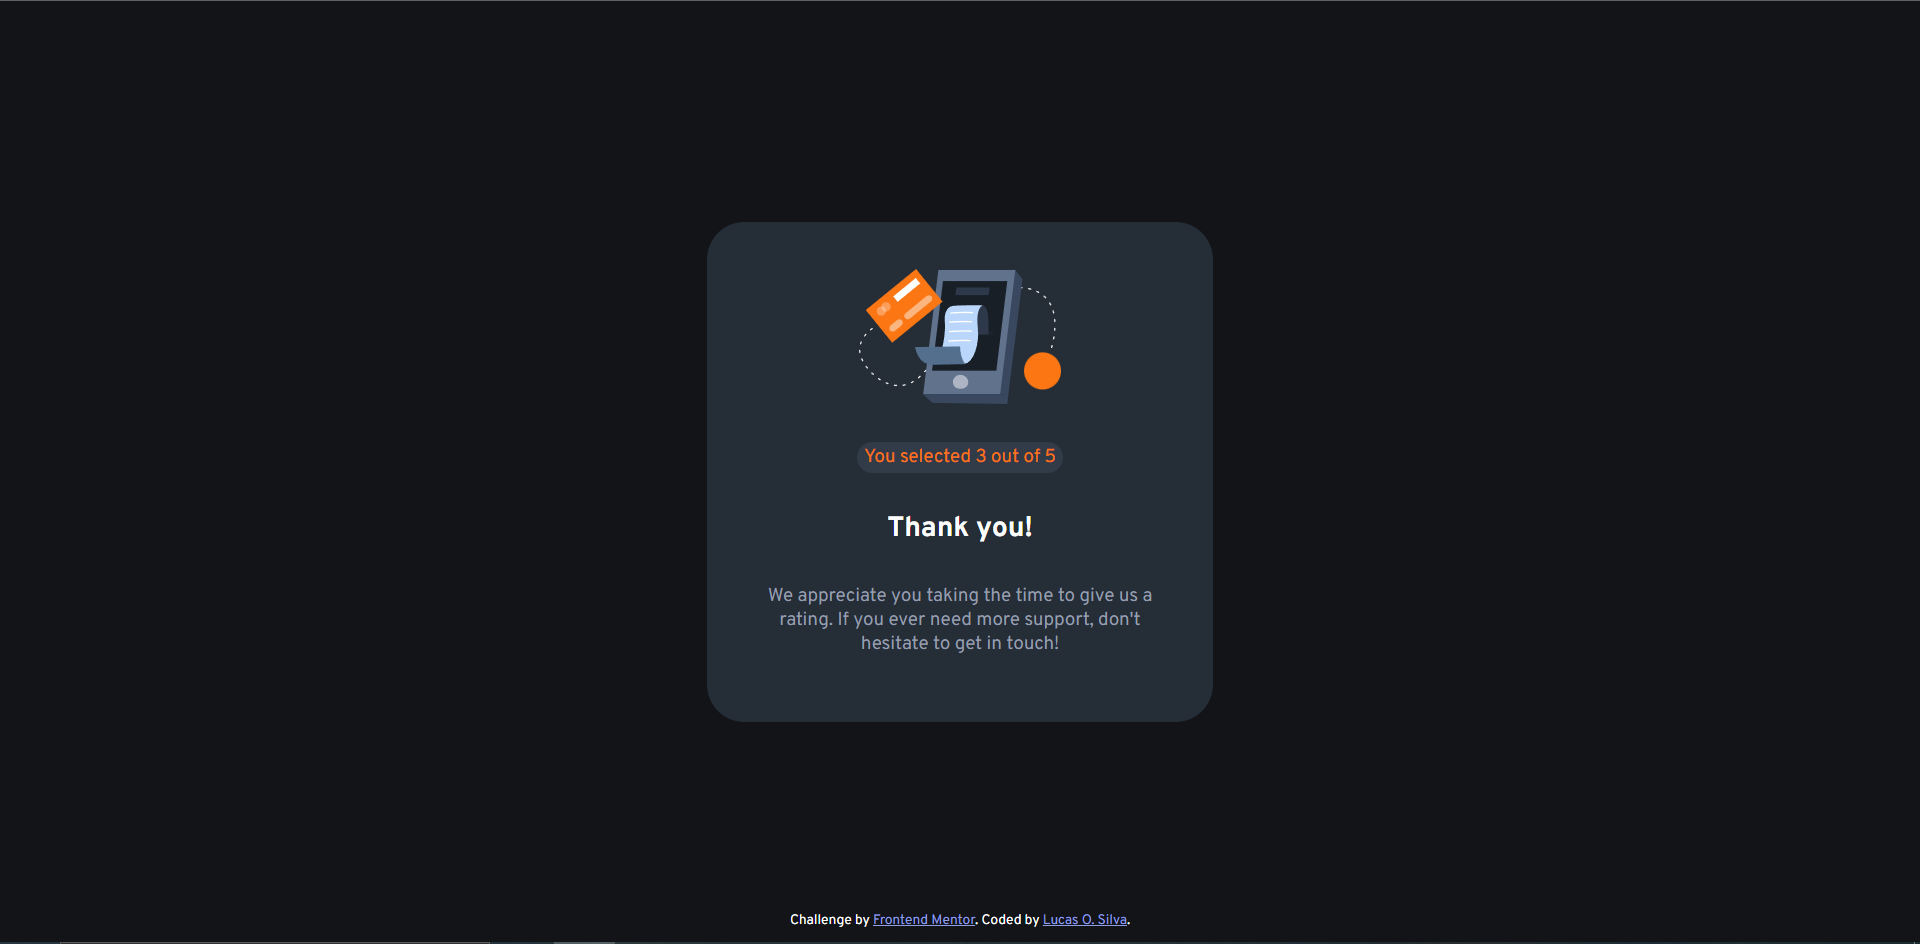 You selected 3 out of 5
Thank you!
We appreciate you taking the time to give us a
rating. If you ever need more support, don't
hesitate to get in touch!
Challenge by Frontend Mentor. Coded by Lucas O. Silva.